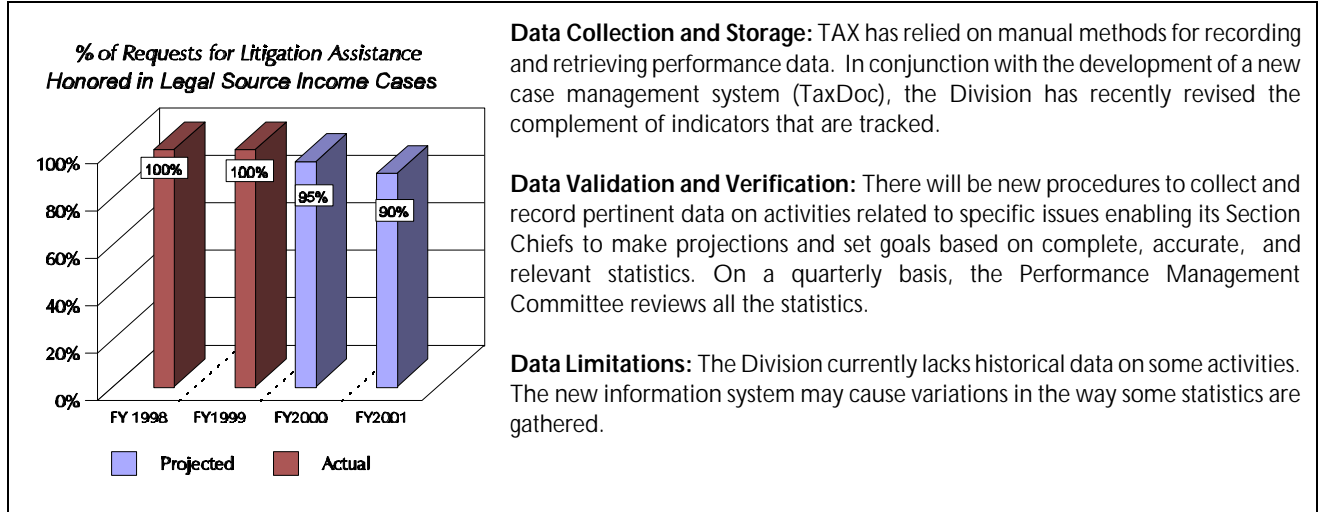 % of Requests for Litigation Assistance
Honored in Legal Source Income Cases
100%
80%
60%
40%
20%
0%
100%
100%
95%
90%
FY 1998
FY1999
FY2000
FY2001
Projected
Actual
Data Collection and Storage: TAX has relied on manual methods for recording
and retrieving performance data. In conjunction with the development of a new
case management system (TaxDoc), the Division has recently revised the
complement of indicators that are tracked.
Data Validation and Verification: There will be new procedures to collect and
record pertinent data on activities related to specific issues enabling its Section
Chiefs to make projections and set goals based on complete, accurate, and
relevant statistics. On a quarterly basis, the Performance Management
Committee reviews all the statistics.
Data Limitations: The Division currently lacks historical data on some activities.
The new information system may cause variations in the way some statistics are
gathered.